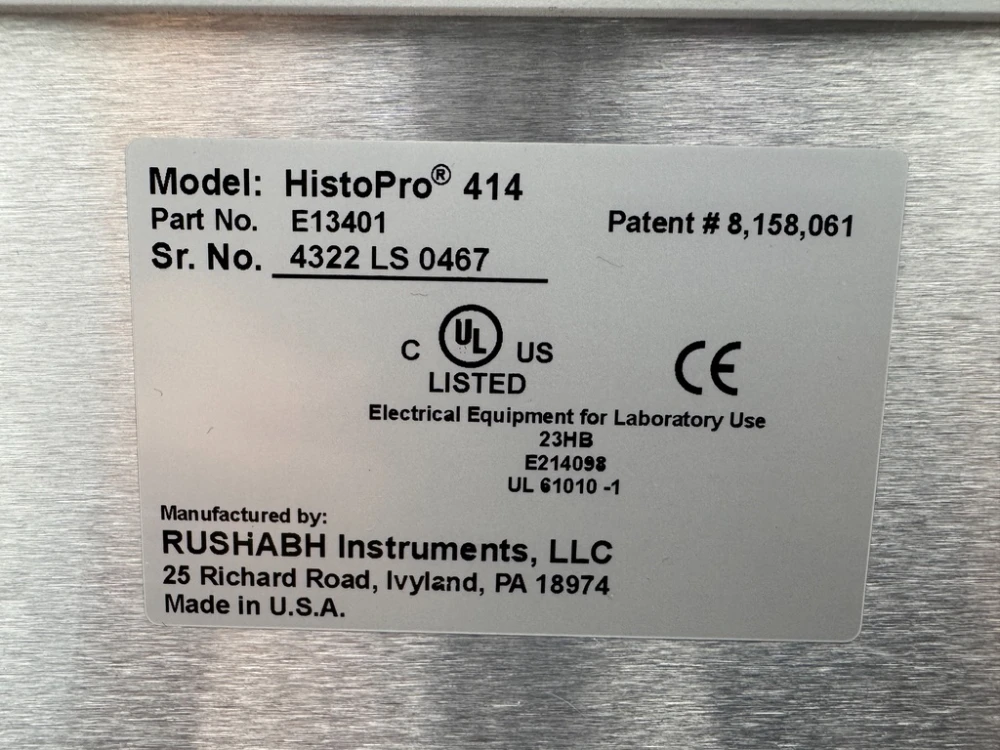 Model: HistoPro® 414
Part No. E13401 Patent # 8,158,061
Sr. No. 4322 LS 0467
C UL US
LISTED
CE
Electrical Equipment for Laboratory Use
23HB
E214098
UL 61010 -1
Manufactured by:
RUSHABH Instruments, LLC
25 Richard Road, Ivyland, PA 18974
Made in U.S.A.